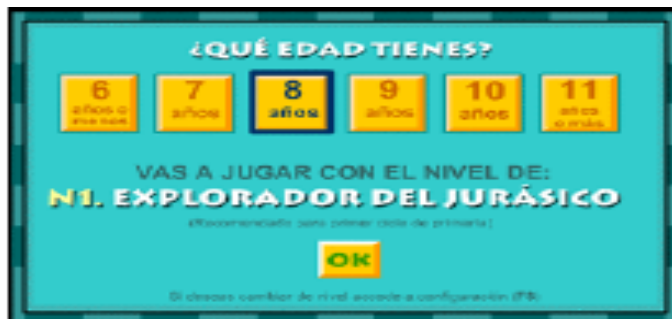 ¿QUÉ EDAD TIENES?
6 años o menos
7 años
8 años
9 años
10 años
11 años o más
VAS A JUGAR CON EL NIVEL DE:
N1. EXPLORADOR DEL JURÁSICO
(Recomendado para primer ciclo de primaria)
OK
Si deseas cambiar de nivel accede a configuración